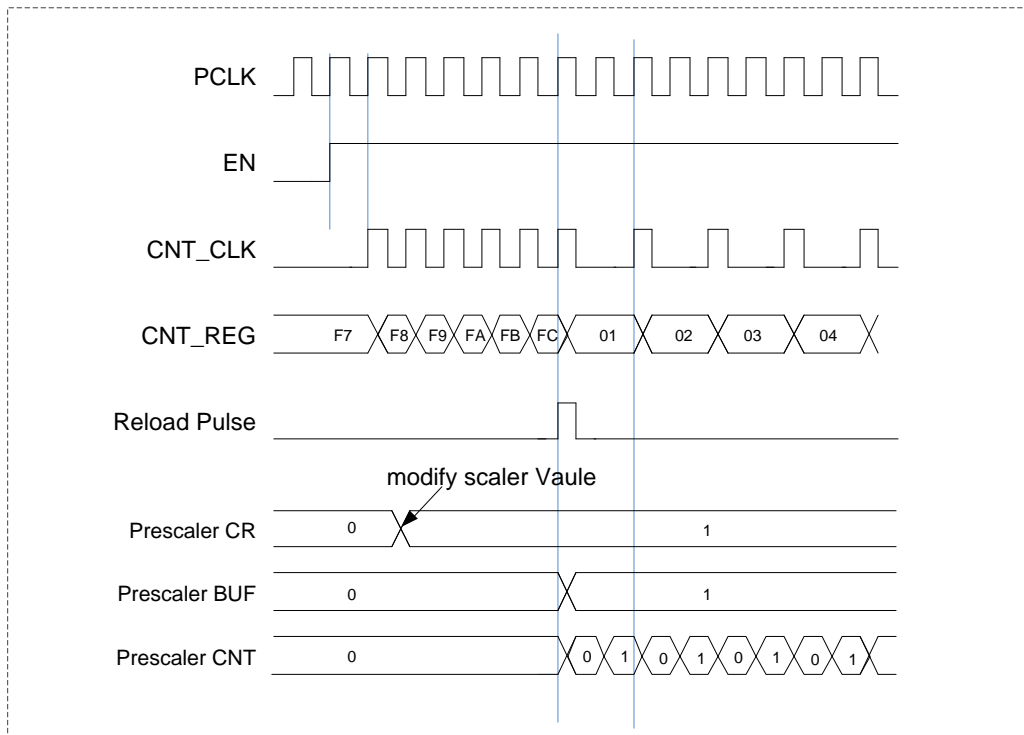 PCLK
EN
CNT_CLK
CNT_REG F7 F8 F9 FA FB FC 01 02 03 04
Reload Pulse
modify scaler Vaule
Prescaler CR 0 1
Prescaler BUF 0 1
Prescaler CNT 0 0 1 0 1 0 1 0 1